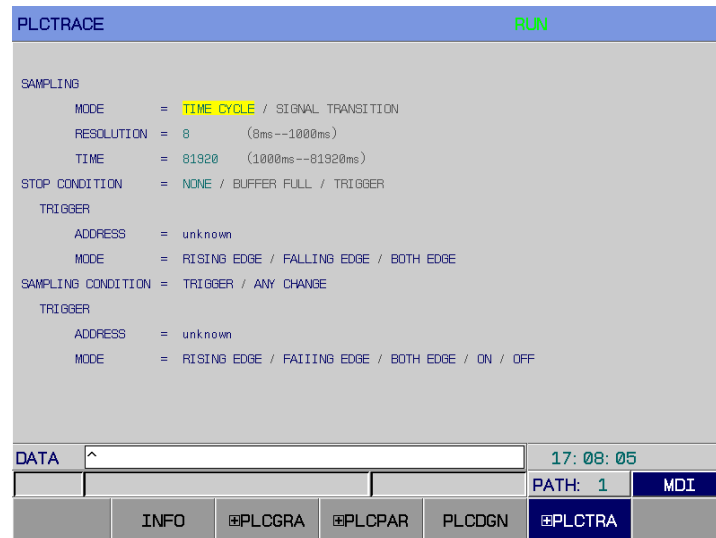 PLCTRACE RUN
SAMPLING
MODE = TIME CYCLE / SIGNAL TRANSITION
RESOLUTION = 8 (8ms--1000ms)
TIME = 81920 (1000ms--81920ms)
STOP CONDITION = NONE / BUFFER FULL / TRIGGER
TRIGGER
ADDRESS = unknown
MODE = RISING EDGE / FALLING EDGE / BOTH EDGE
SAMPLING CONDITION = TRIGGER / ANY CHANGE
TRIGGER
ADDRESS = unknown
MODE = RISING EDGE / FAIIING EDGE / BOTH EDGE / ON / OFF
DATA ^ 17:08:05
PATH: 1 MDI
INFO ⊞PLCGRA ⊞PLCPAR PLCDGN ⊞PLCTRA